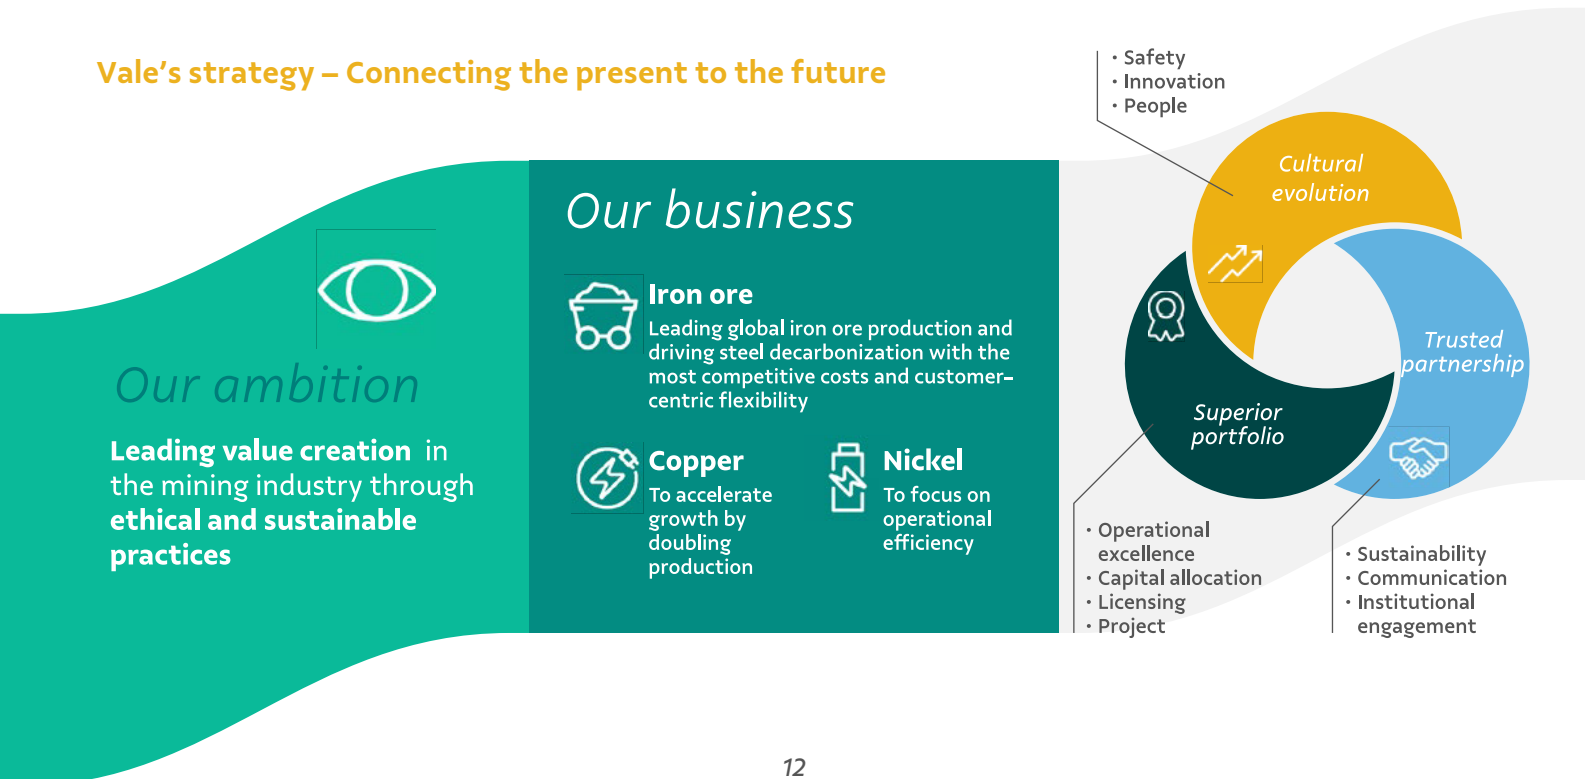 Vale's strategy – Connecting the present to the future
Our ambition
Leading value creation in
the mining industry through
ethical and sustainable
practices
Our business
Iron ore
Leading global iron ore production and
driving steel decarbonization with the
most competitive costs and customer–
centric flexibility
Copper
To accelerate
growth by
doubling
production
Nickel
To focus on
operational
efficiency
· Safety
· Innovation
· People
Cultural
evolution
Trusted
partnership
Superior
portfolio
· Operational
excellence
· Capital allocation
· Licensing
· Project
· Sustainability
· Communication
· Institutional
engagement
12